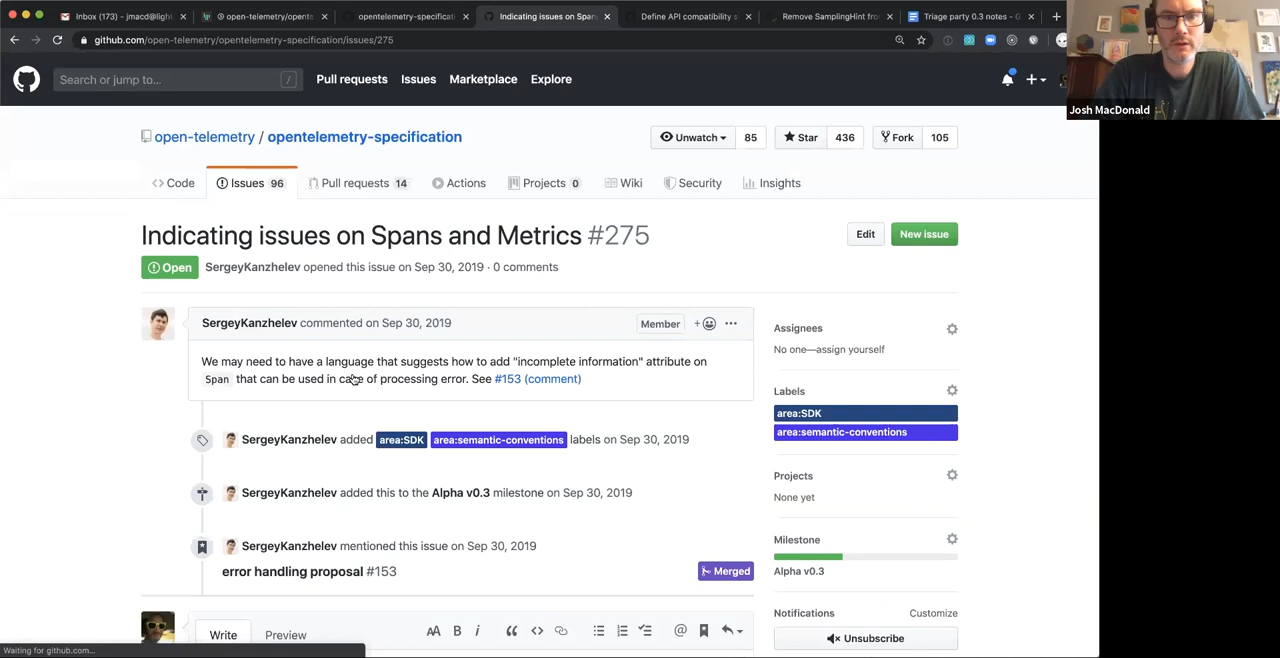 Inbox (173) - jmacd@light
open-telemetry/opente
opentelemetry-specificati
Indicating issues on Span
Define API compatibility s
Remove SamplingHint fro
Triage party 0.3 notes - G
github.com/open-telemetry/opentelemetry-specification/issues/275
Search or jump to…
/
Pull requests
Issues
Marketplace
Explore
Josh MacDonald
open-telemetry / opentelemetry-specification
Unwatch
85
Star
436
Fork
105
Code
Issues 96
Pull requests 14
Actions
Projects 0
Wiki
Security
Insights
Indicating issues on Spans and Metrics #275
Edit
New issue
Open
SergeyKanzhelev opened this issue on Sep 30, 2019 · 0 comments
SergeyKanzhelev commented on Sep 30, 2019
Member
We may need to have a language that suggests how to add "incomplete information" attribute on
Span that can be used in case of processing error. See #153 (comment)
SergeyKanzhelev added area:SDK area:semantic-conventions labels on Sep 30, 2019
SergeyKanzhelev added this to the Alpha v0.3 milestone on Sep 30, 2019
SergeyKanzhelev mentioned this issue on Sep 30, 2019
error handling proposal #153
Merged
Write
Preview
AA B i
Assignees
No one—assign yourself
Labels
area:SDK
area:semantic-conventions
Projects
None yet
Milestone
Alpha v0.3
Notifications
Customize
Unsubscribe
Waiting for github.com...